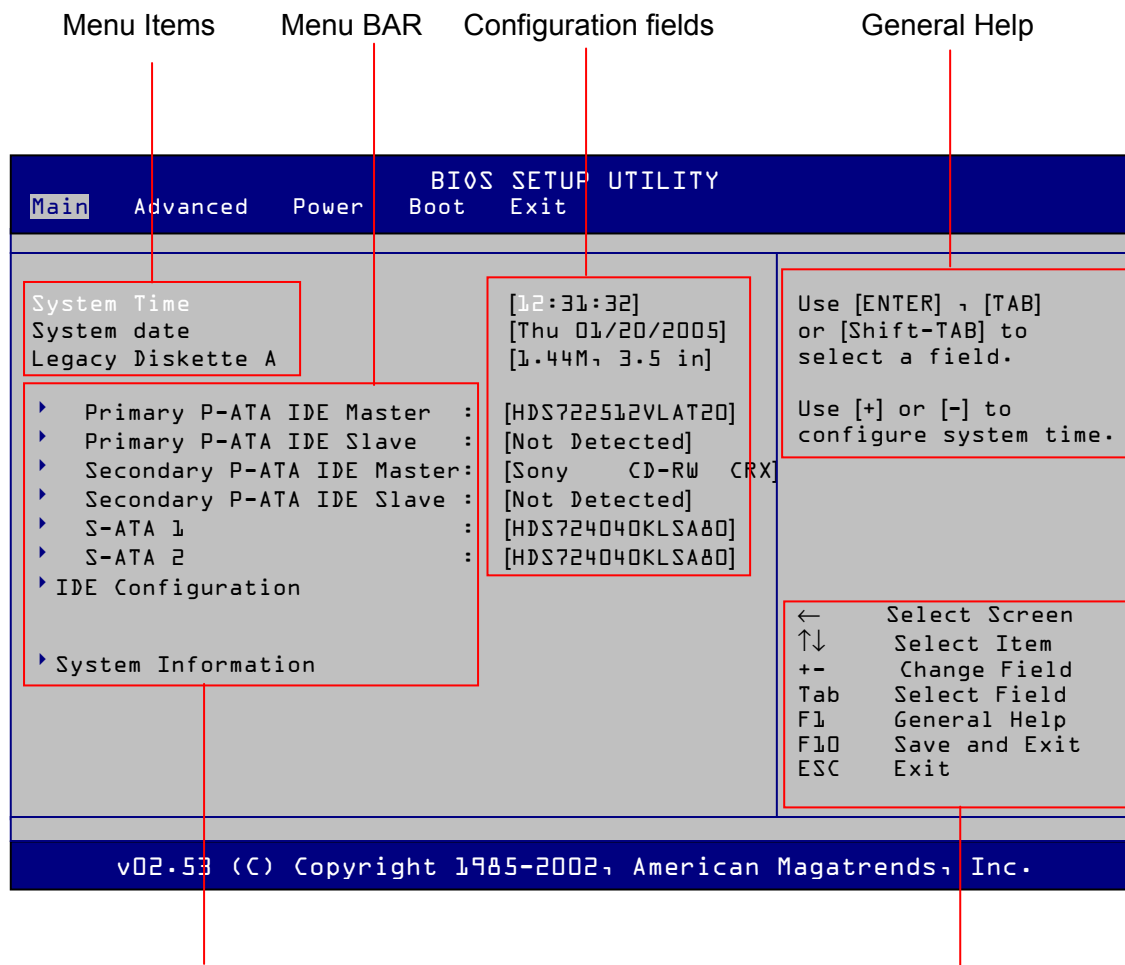 Menu Items Menu BAR Configuration fields General Help
BIOS SETUP UTILITY
Main Advanced Power Boot Exit
System Time [12:31:32]
System date [Thu 01/20/2005]
Legacy Diskette A [1.44M, 3.5 in]
Primary P-ATA IDE Master : [HDS722512VLAT20]
Primary P-ATA IDE Slave : [Not Detected]
Secondary P-ATA IDE Master: [Sony CD-RW CRX]
Secondary P-ATA IDE Slave : [Not Detected]
S-ATA 1 : [HDS724040KLSA80]
S-ATA 2 : [HDS724040KLSA80]
IDE Configuration
System Information
Use [ENTER] , [TAB]
or [Shift-TAB] to
select a field.
Use [+] or [-] to
configure system time.
← Select Screen
↑↓ Select Item
+- Change Field
Tab Select Field
F1 General Help
F10 Save and Exit
ESC Exit
v02.53 (C) Copyright 1985-2002, American Magatrends, Inc.